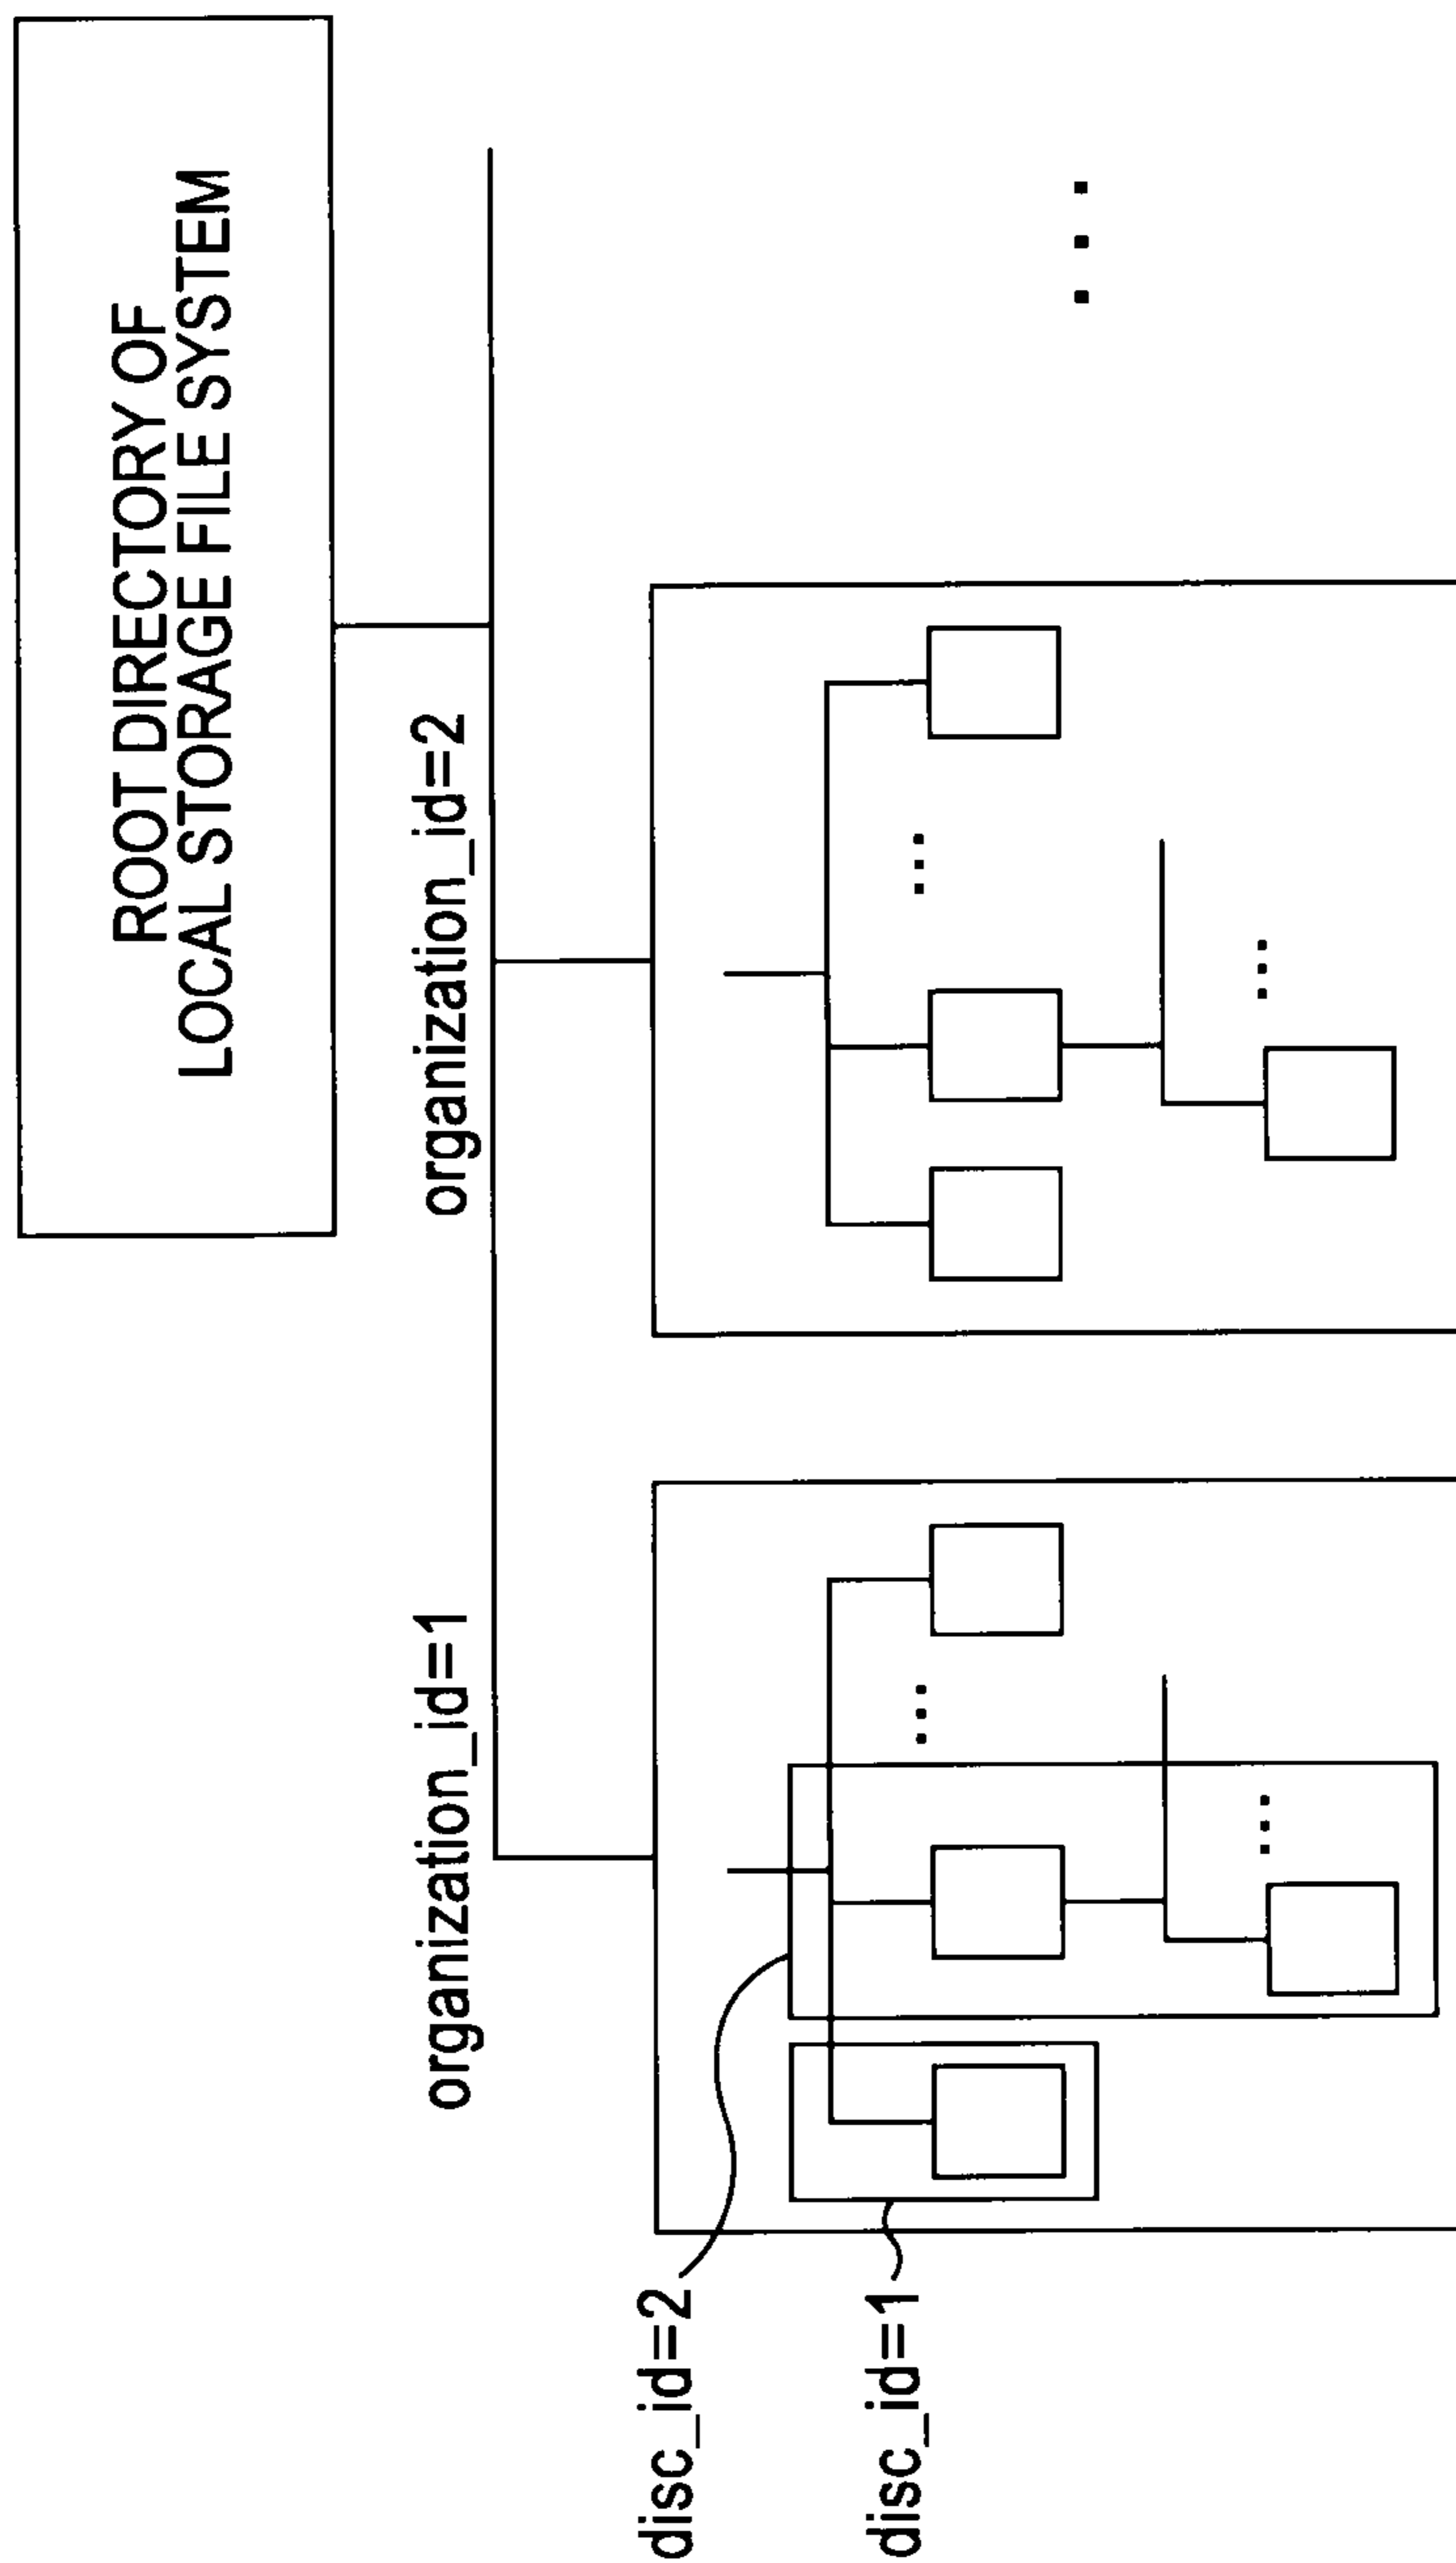 ROOT DIRECTORY OF
LOCAL STORAGE FILE SYSTEM
organization_id=1
organization_id=2
disc_id=2
disc_id=1